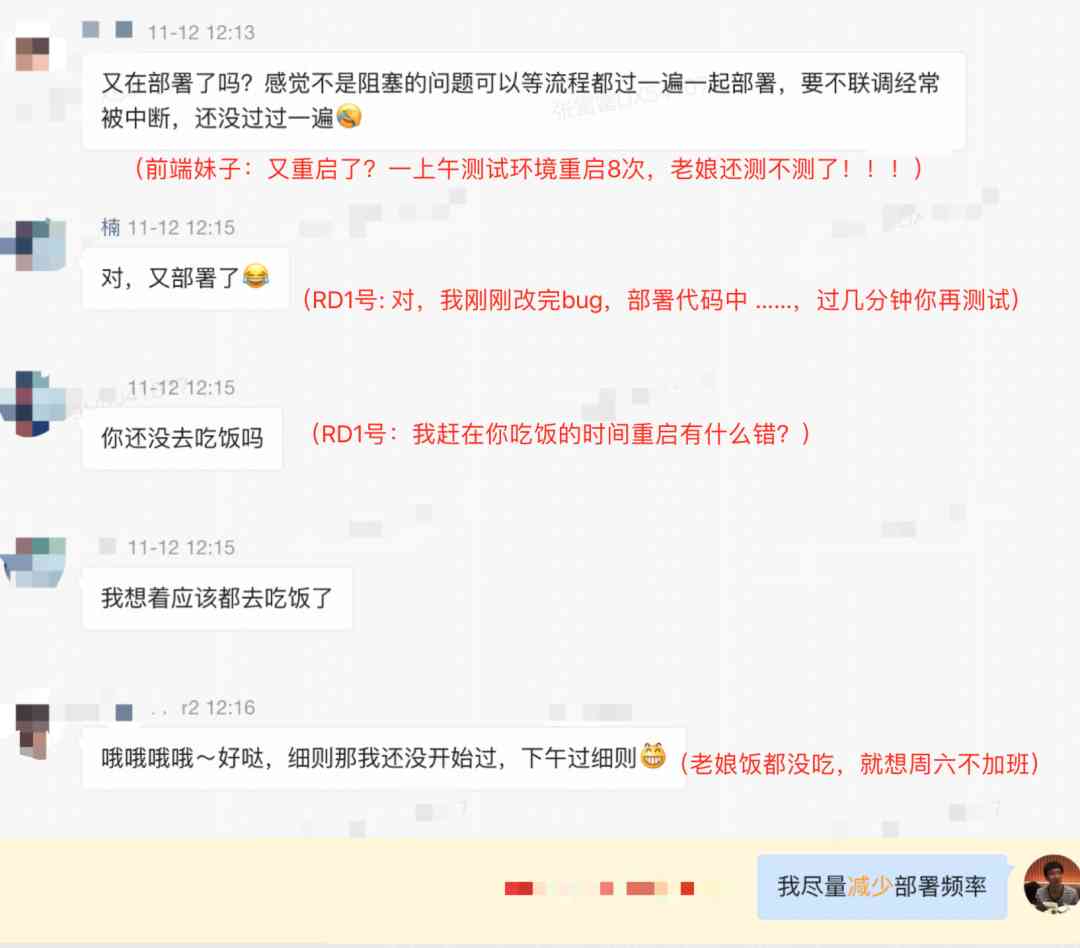 11-12 12:13
又在部署了吗？感觉不是阻塞的问题可以等流程都过一遍一起部署，要不联调经常
被中断，还没过过一遍
（前端妹子：又重启了？一上午测试环境重启8次，老娘还测不测了！！！）
楠 11-12 12:15
对，又部署了😂
（RD1号: 对，我刚刚改完bug，部署代码中 ......，过几分钟你再测试）
11-12 12:15
你还没去吃饭吗
（RD1号：我赶在你吃饭的时间重启有什么错？）
11-12 12:15
我想着应该都去吃饭了
r2 12:16
哦哦哦哦～好哒，细则那我还没开始过，下午过细则😁
（老娘饭都没吃，就想周六不加班）
我尽量减少部署频率